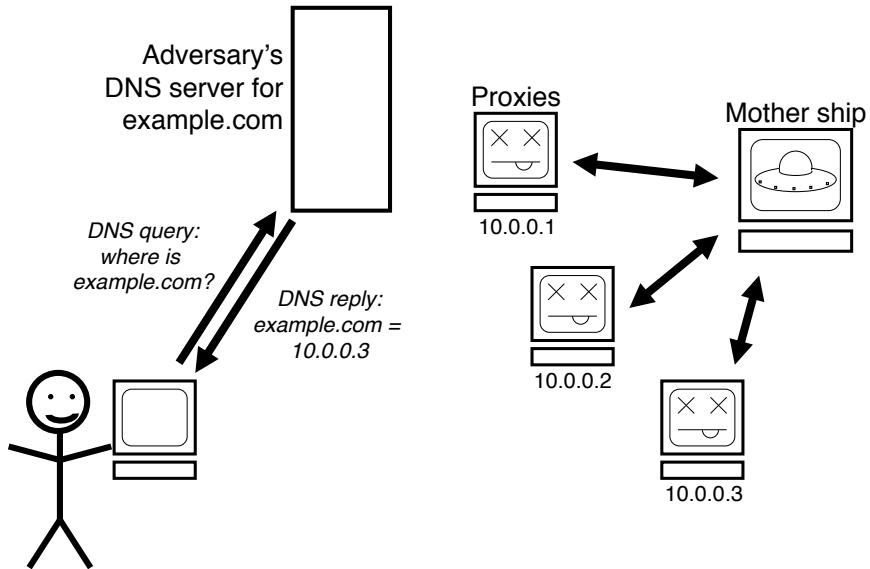 Adversary's
DNS server for
example.com
DNS query:
where is
example.com?
DNS reply:
example.com =
10.0.0.3
Proxies
Mother ship
10.0.0.1
10.0.0.2
10.0.0.3